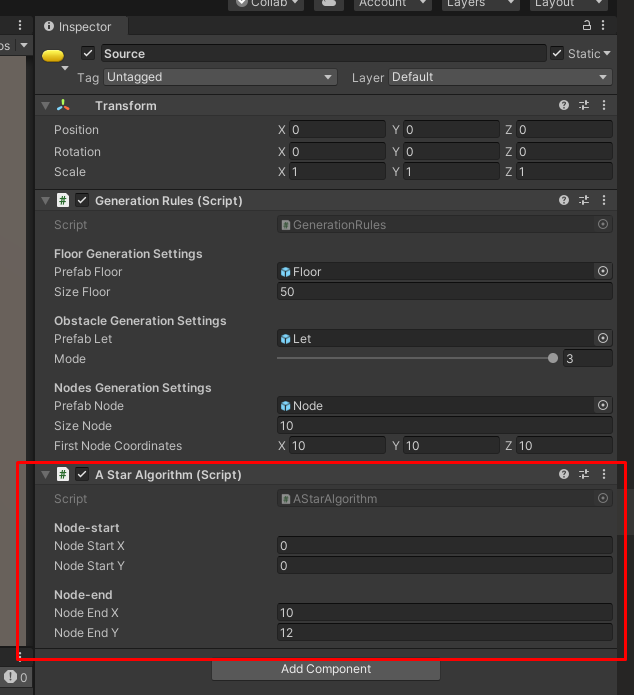 Collab
Account
Layers
Layout
Inspector
os
Source
Static
Tag Untagged Layer Default
Transform
Position X 0 Y 0 Z 0
Rotation X 0 Y 0 Z 0
Scale X 1 Y 1 Z 1
# Generation Rules (Script)
Script # GenerationRules
Floor Generation Settings
Prefab Floor Floor
Size Floor 50
Obstacle Generation Settings
Prefab Let Let
Mode 3
Nodes Generation Settings
Prefab Node Node
Size Node 10
First Node Coordinates X 10 Y 10 Z 10
# A Star Algorithm (Script)
Script # AStarAlgorithm
Node-start
Node Start X 0
Node Start Y 0
Node-end
Node End X 10
Node End Y 12
0
Add Component